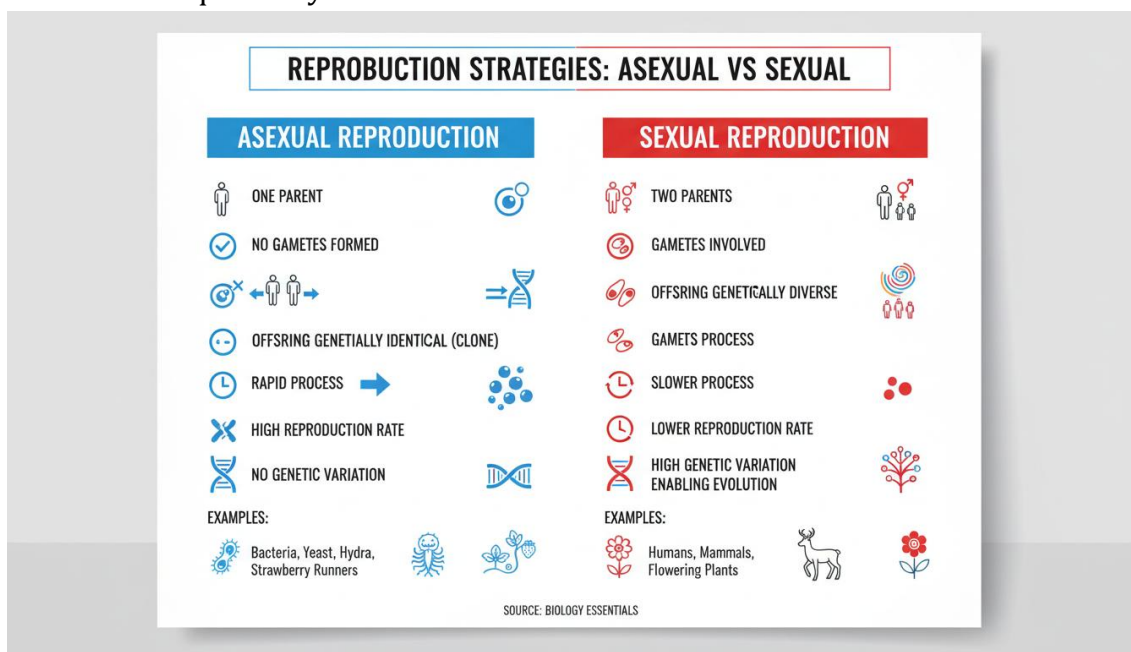 REPROBUCTION STRATEGIES: ASEXUAL VS SEXUAL
ASEXUAL REPRODUCTION
ONE PARENT
NO GAMETES FORMED
OFFSRING GENETIALLY IDENTICAL (CLONE)
RAPID PROCESS
HIGH REPRODUCTION RATE
NO GENETIC VARIATION
EXAMPLES:
Bacteria, Yeast, Hydra,
Strawberry Runners
SEXUAL REPRODUCTION
TWO PARENTS
GAMETES INVOLVED
OFFSRING GENETICALLY DIVERSE
GAMETS PROCESS
SLOWER PROCESS
LOWER REPRODUCTION RATE
HIGH GENETIC VARIATION
ENABLING EVOLUTION
EXAMPLES:
Humans, Mammals,
Flowering Plants
SOURCE: BIOLOGY ESSENTIALS